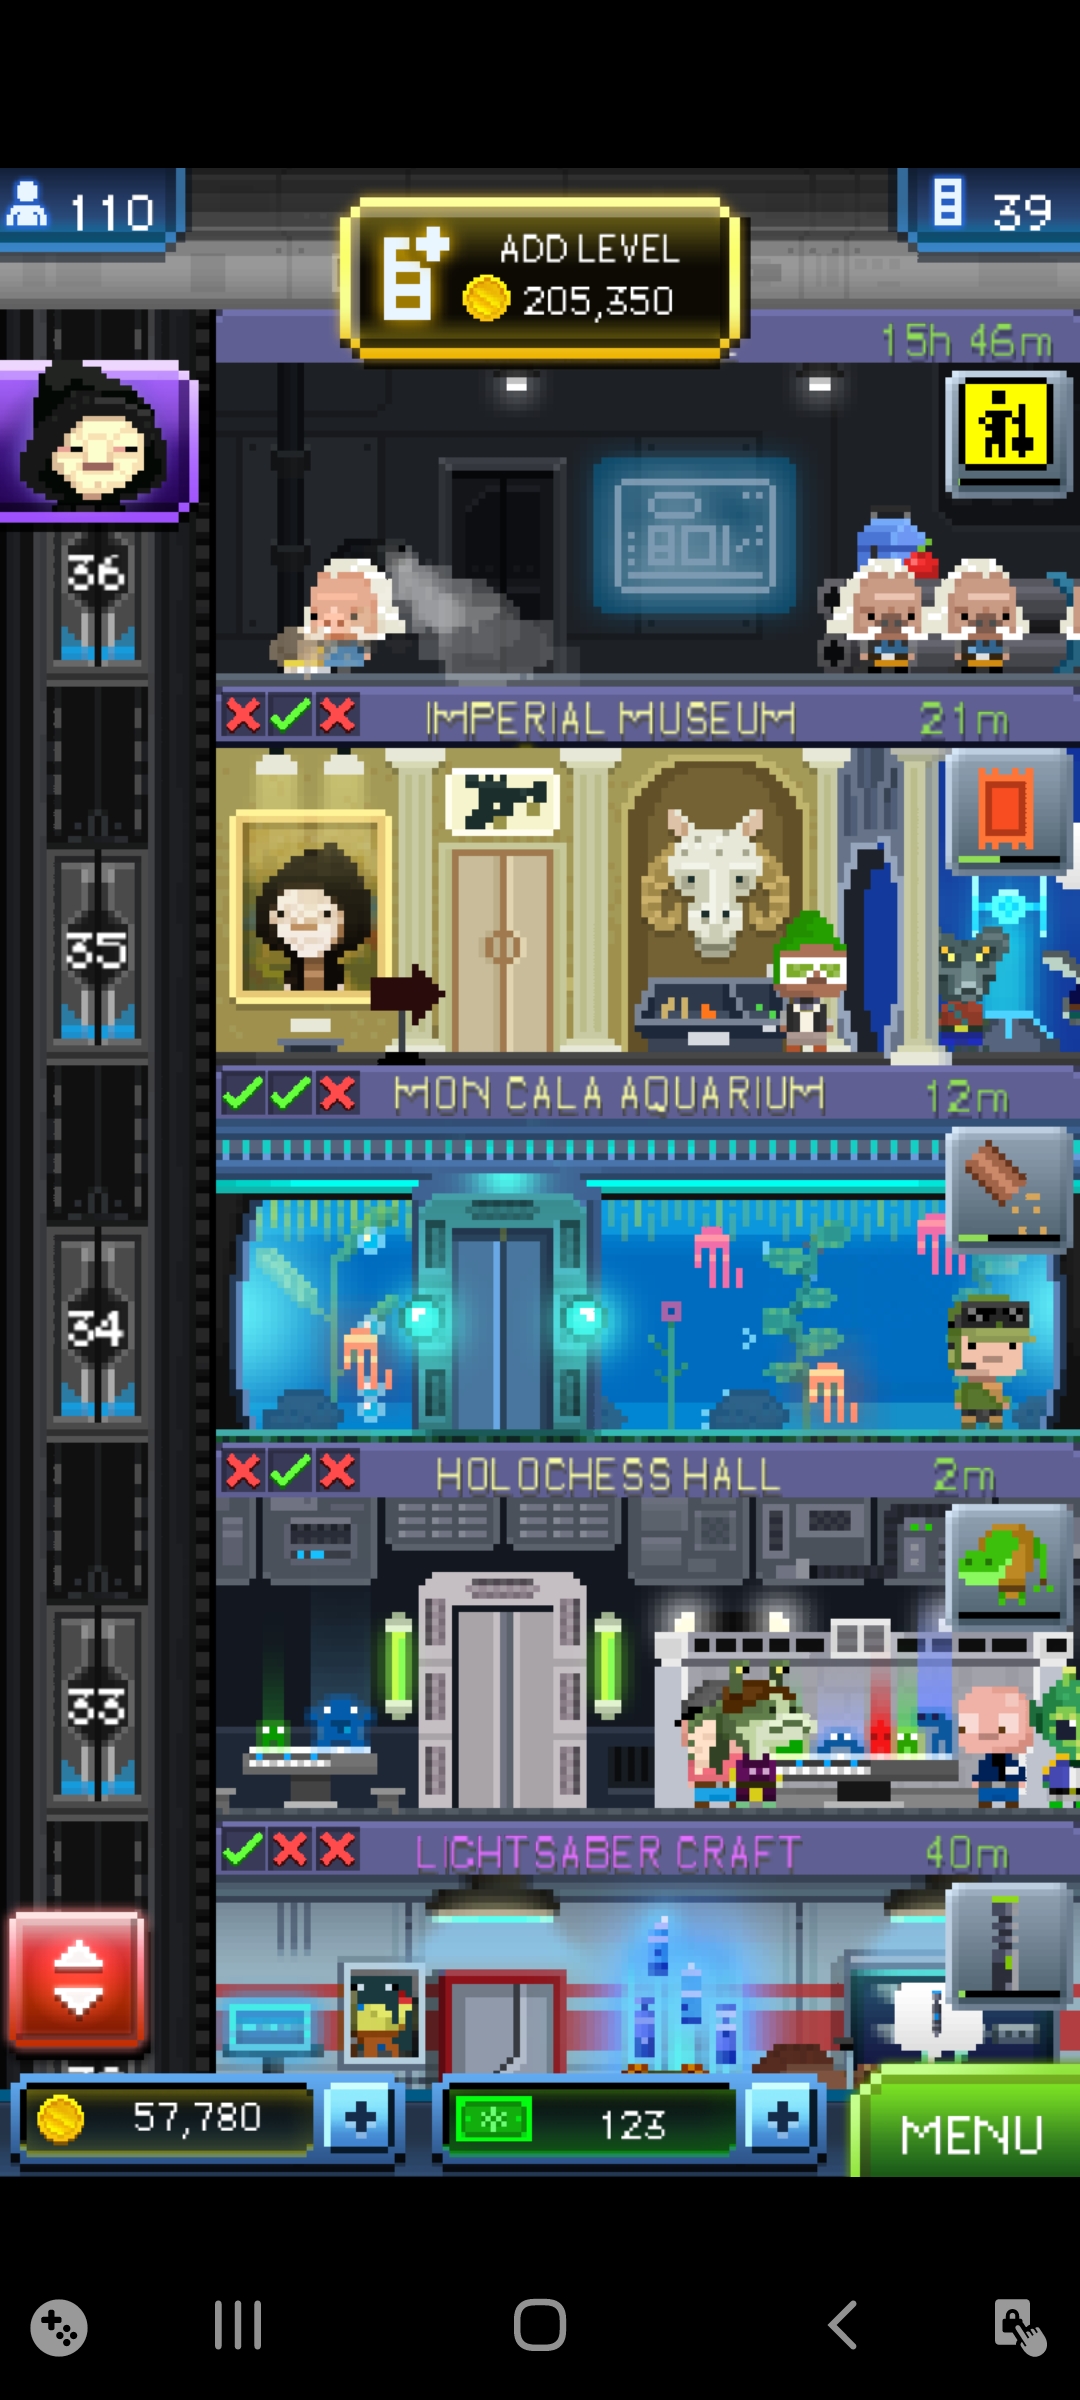 110
ADD LEVEL
205,350
39
15h 46m
36
IMPERIAL MUSEUM
21m
35
MON CALA AQUARIUM
12m
34
HOLOCHESS HALL
2m
33
LIGHTSABER CRAFT
40m
57,780
123
MENU